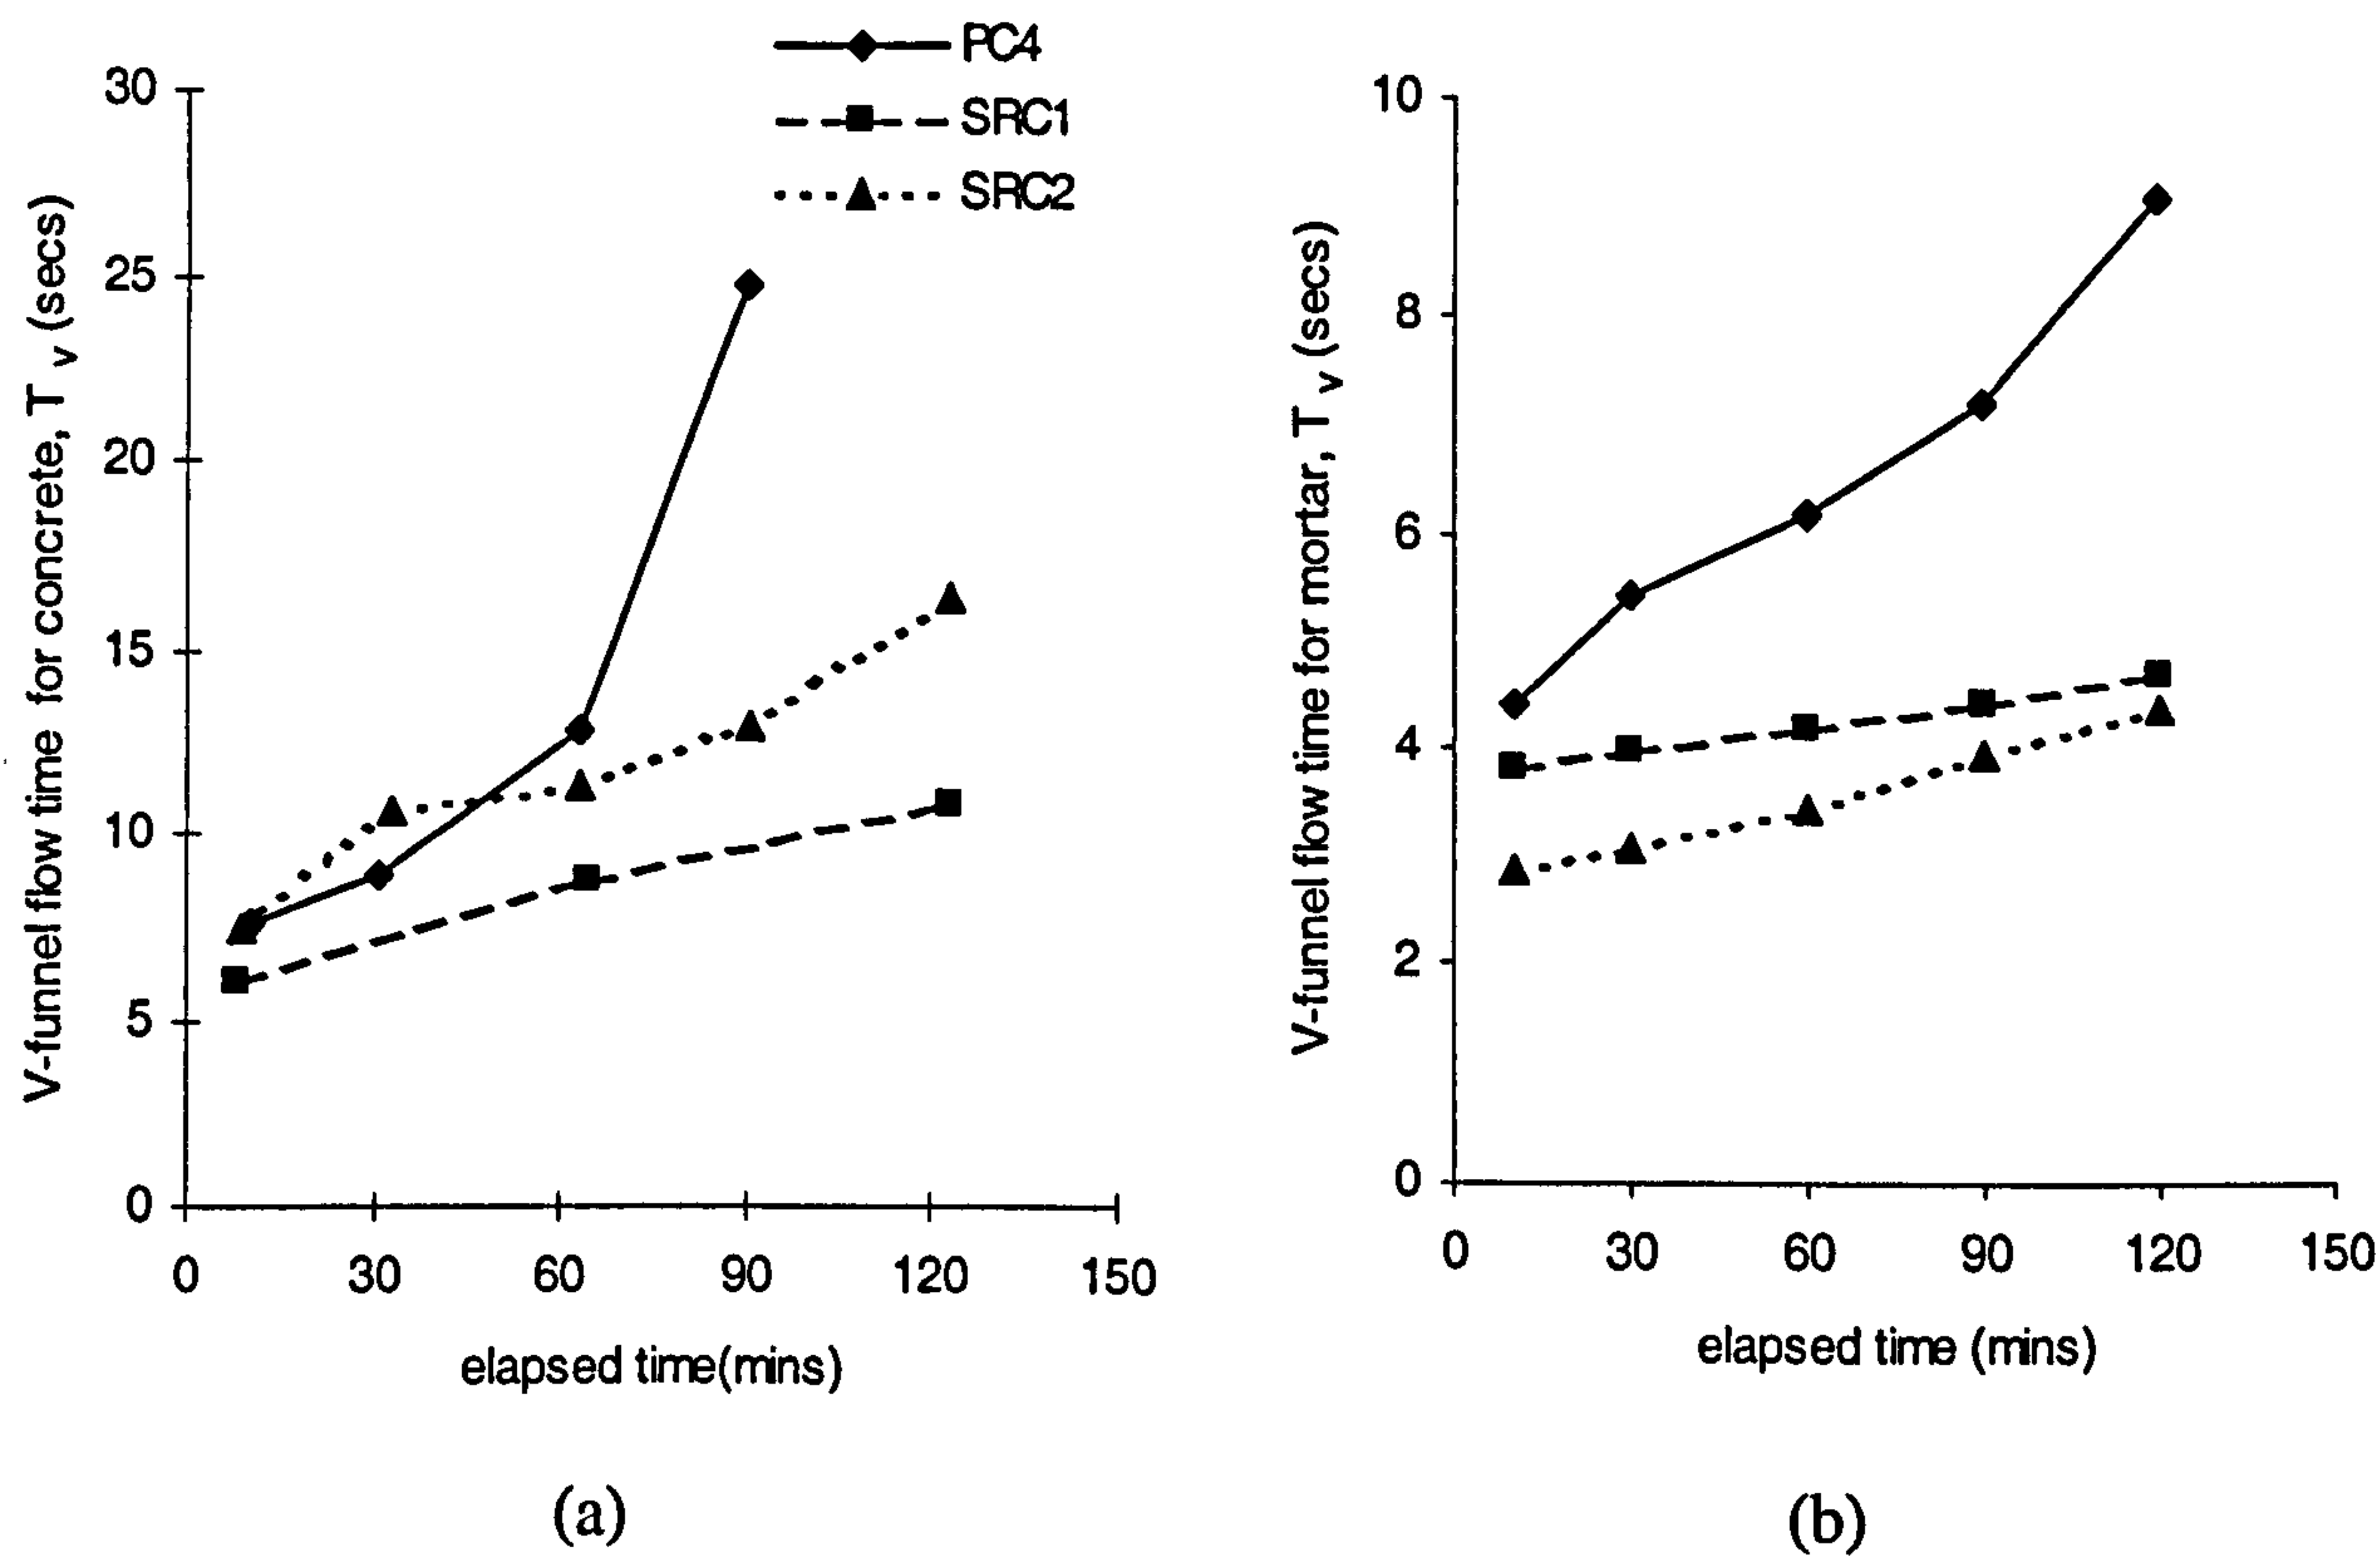 PC4
SRC1
SRC2
V-funnel flow time for concrete, T v (secs)
30
25
20
15
10
5
0
0 30 60 90 120 150
elapsed time(mins)
(a)
V-funnel flow time for mortar, T v (secs)
10
8
6
4
2
0
0 30 60 90 120 150
elapsed time (mins)
(b)